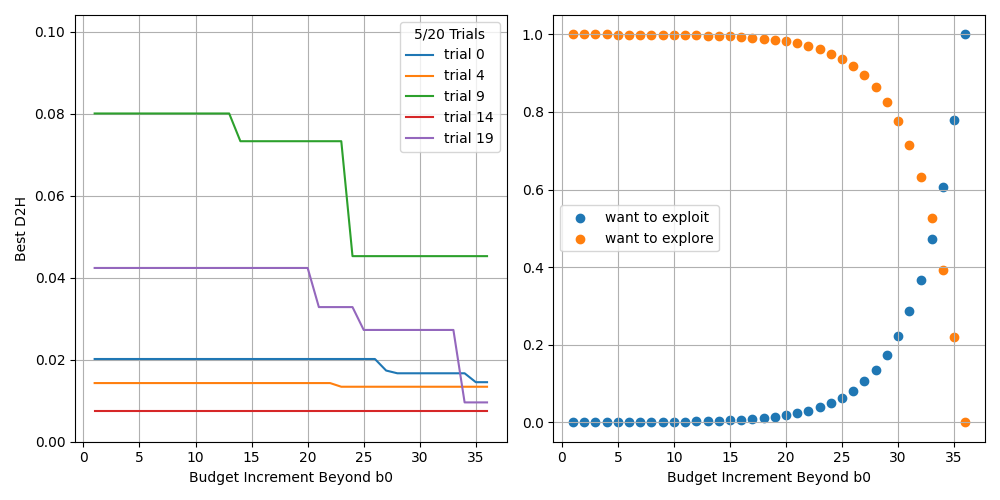 5/20 Trials
trial 0
trial 4
trial 9
trial 14
trial 19
0.10
0.08
0.06
0.04
0.02
0.00
Best D2H
0 5 10 15 20 25 30 35
Budget Increment Beyond b0
1.0
0.8
0.6
0.4
0.2
0.0
want to exploit
want to explore
0 5 10 15 20 25 30 35
Budget Increment Beyond b0